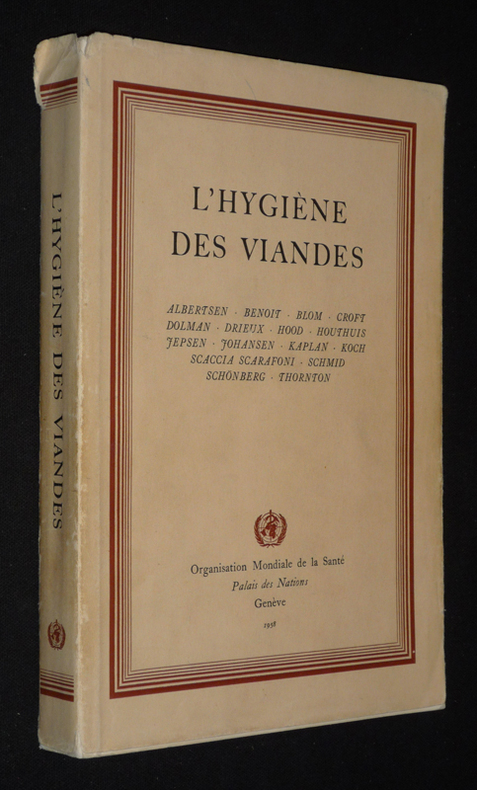 L'HYGIÈNE DES VIANDES
L'HYGIÈNE
DES VIANDES
ALBERTSEN · BENOIT · BLOM · CROFT
DOLMAN · DRIEUX · HOOD · HOUTHUIS
JEPSEN · JOHANSEN · KAPLAN · KOCH
SCACCIA SCARAFONI · SCHMID
SCHÖNBERG · THORNTON
Organisation Mondiale de la Santé
Palais des Nations
Genève
1958